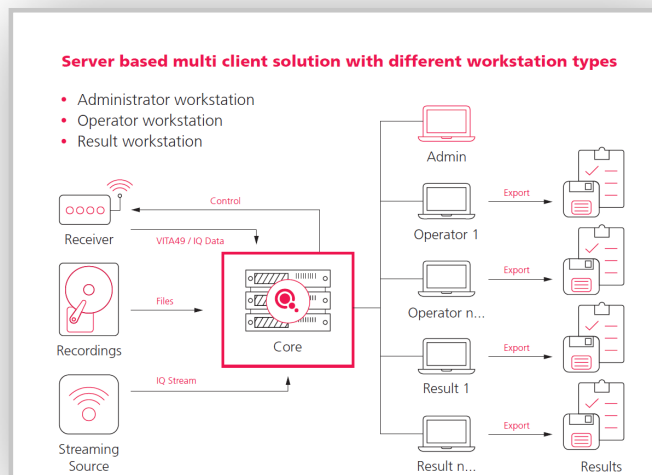 Server based multi client solution with different workstation types
• Administrator workstation
• Operator workstation
• Result workstation
Admin
Control
Export
Receiver
VITA49 / IQ Data
Operator 1
Export
Files
Operator n...
Recordings
Core
Export
Result 1
IQ Stream
Export
Streaming
Source
Result n...
Results